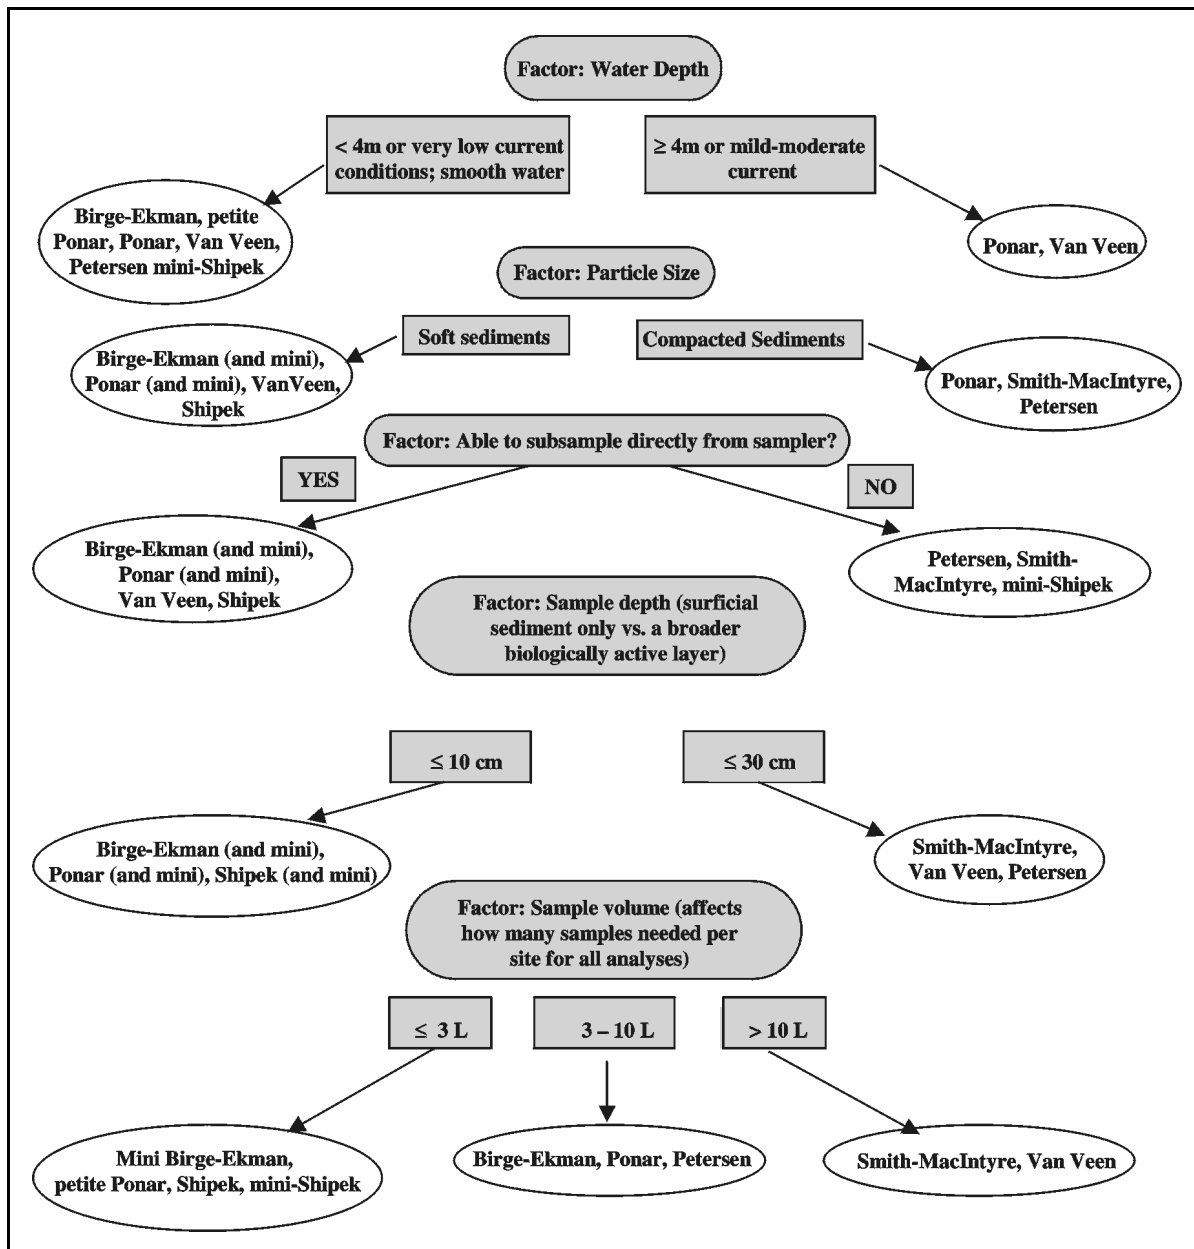 Factor: Water Depth
< 4m or very low current
conditions; smooth water
≥ 4m or mild-moderate
current
Birge-Ekman, petite
Ponar, Ponar, Van Veen,
Petersen mini-Shipek
Ponar, Van Veen
Factor: Particle Size
Soft sediments
Compacted Sediments
Birge-Ekman (and mini),
Ponar (and mini), VanVeen,
Shipek
Ponar, Smith-MacIntyre,
Petersen
Factor: Able to subsample directly from sampler?
YES
NO
Birge-Ekman (and mini),
Ponar (and mini),
Van Veen, Shipek
Petersen, Smith-
MacIntyre, mini-Shipek
Factor: Sample depth (surficial
sediment only vs. a broader
biologically active layer)
≤ 10 cm
≤ 30 cm
Birge-Ekman (and mini),
Ponar (and mini), Shipek (and mini)
Smith-MacIntyre,
Van Veen, Petersen
Factor: Sample volume (affects
how many samples needed per
site for all analyses)
≤ 3 L
3 – 10 L
> 10 L
Mini Birge-Ekman,
petite Ponar, Shipek, mini-Shipek
Birge-Ekman, Ponar, Petersen
Smith-MacIntyre, Van Veen